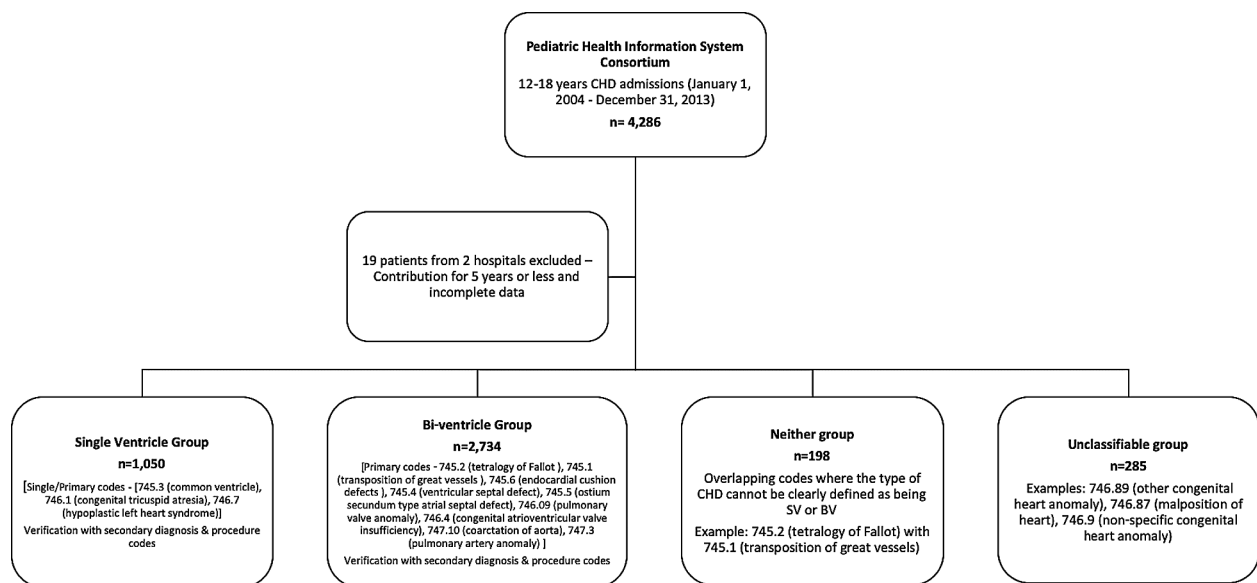 Pediatric Health Information System
Consortium
12-18 years CHD admissions (January 1,
2004 - December 31, 2013)
n= 4,286
19 patients from 2 hospitals excluded –
Contribution for 5 years or less and
incomplete data
Single Ventricle Group
n=1,050
[Single/Primary codes - [745.3 (common ventricle),
746.1 (congenital tricuspid atresia), 746.7
(hypoplastic left heart syndrome)]
Verification with secondary diagnosis & procedure
codes
Bi-ventricle Group
n=2,734
[Primary codes - 745.2 (tetralogy of Fallot ), 745.1
(transposition of great vessels ), 745.6 (endocardial cushion
defects ), 745.4 (ventricular septal defect), 745.5 (ostium
secundum type atrial septal defect), 746.09 (pulmonary
valve anomaly), 746.4 (congenital atrioventricular valve
insufficiency), 747.10 (coarctation of aorta), 747.3
(pulmonary artery anomaly) ]
Verification with secondary diagnosis & procedure codes
Neither group
n=198
Overlapping codes where the type of
CHD cannot be clearly defined as being
SV or BV
Example: 745.2 (tetralogy of Fallot) with
745.1 (transposition of great vessels)
Unclassifiable group
n=285
Examples: 746.89 (other congenital
heart anomaly), 746.87 (malposition of
heart), 746.9 (non-specific congenital
heart anomaly)